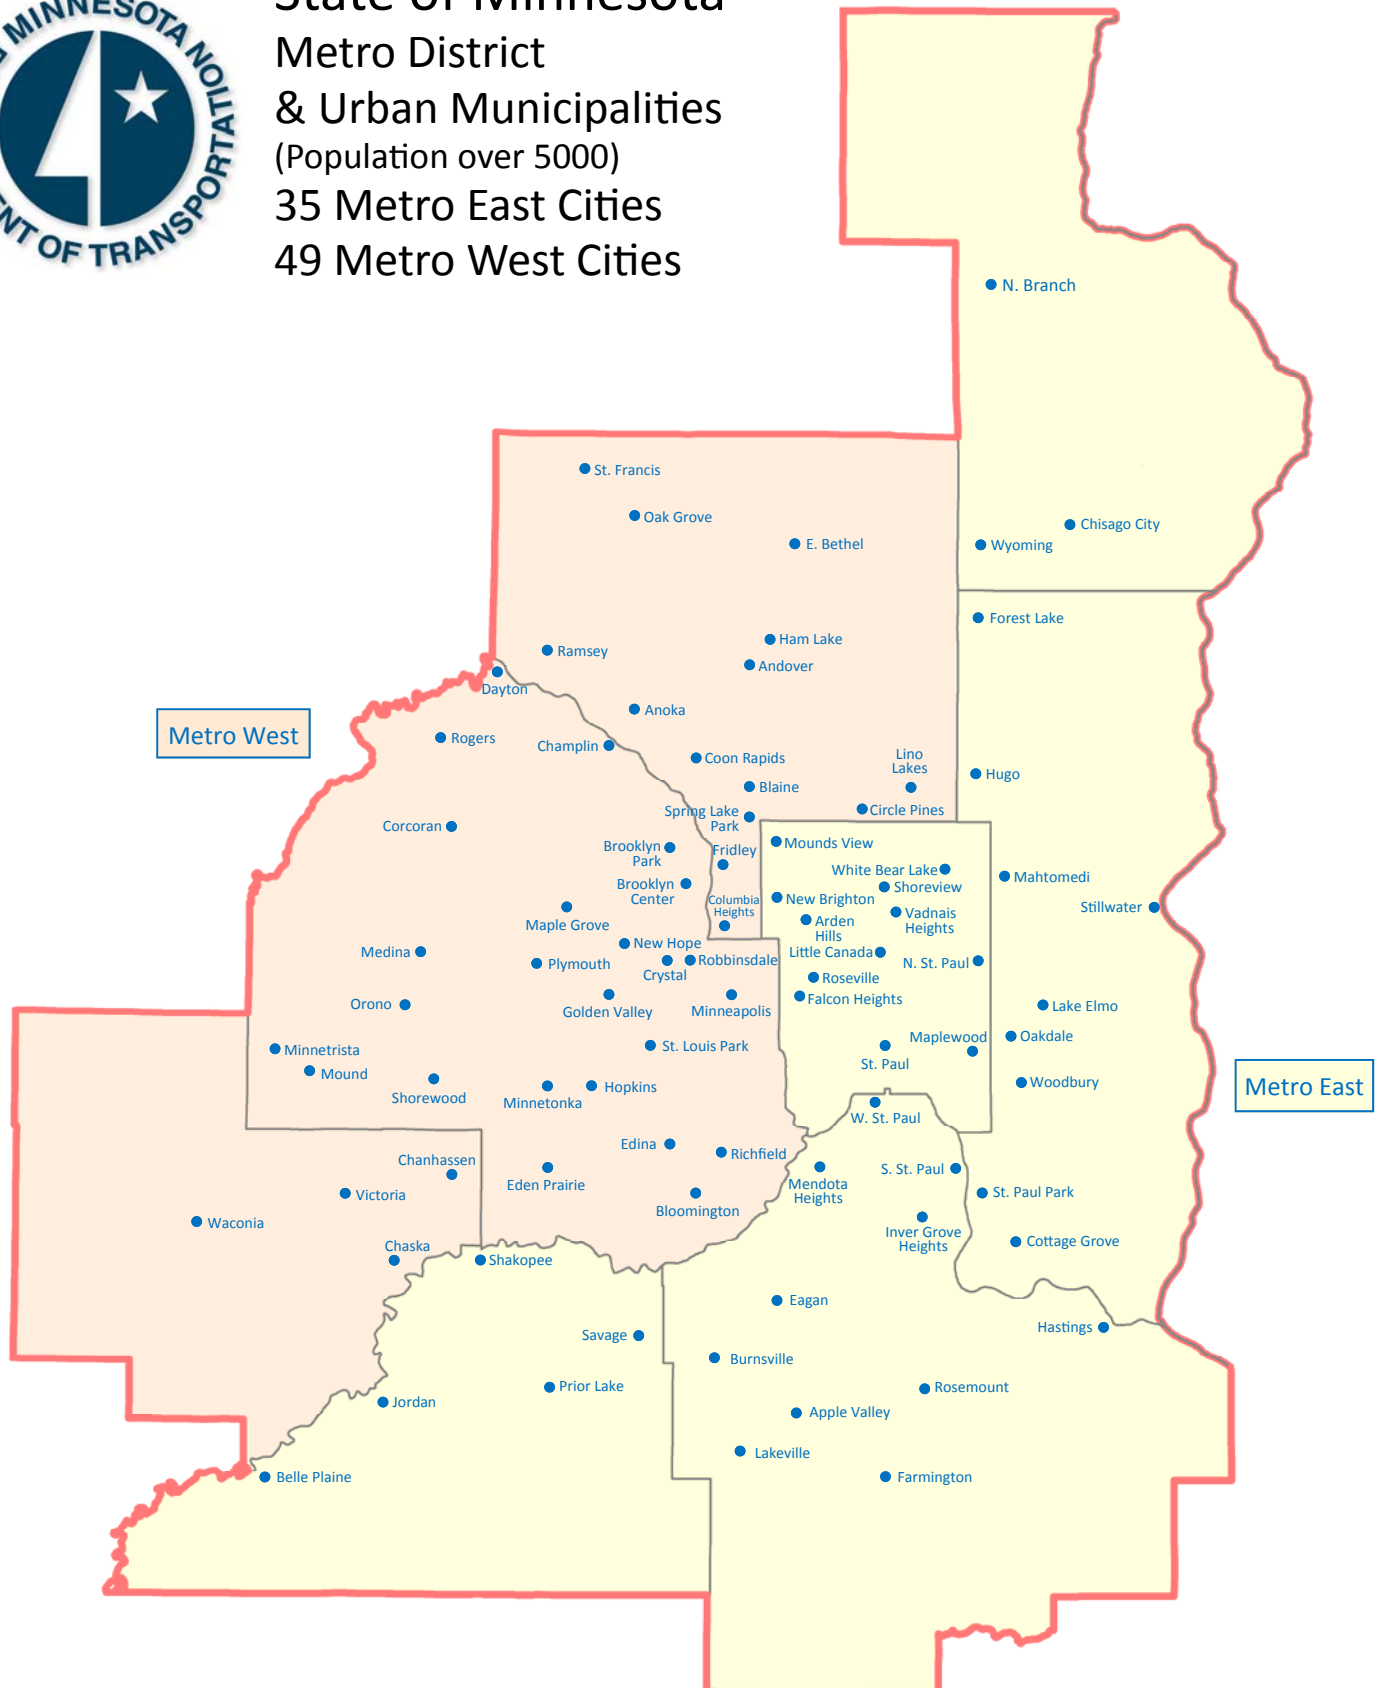 MINNESOTA
ENT OF TRANSPORTATION
State of Minnesota
Metro District
& Urban Municipalities
(Population over 5000)
35 Metro East Cities
49 Metro West Cities
N. Branch
St. Francis
Oak Grove
Chisago City
E. Bethel
Wyoming
Forest Lake
Ham Lake
Ramsey
Andover
Dayton
Anoka
Metro West
Rogers
Champlin
Coon Rapids
Lino
Lakes
Hugo
Blaine
Spring Lake
Park
Circle Pines
Corcoran
Brooklyn
Park
Fridley
Mounds View
White Bear Lake
Mahtomedi
Brooklyn
Center
Shoreview
Columbia
Heights
New Brighton
Stillwater
Maple Grove
Arden
Hills
Vadnais
Heights
New Hope
Medina
Little Canada
Plymouth
Crystal
Robbinsdale
N. St. Paul
Roseville
Falcon Heights
Orono
Golden Valley
Minneapolis
Lake Elmo
Minnetrista
St. Louis Park
Maplewood
Oakdale
St. Paul
Mound
Shorewood
Minnetonka
Hopkins
Woodbury
Metro East
W. St. Paul
Edina
Richfield
Chanhassen
Eden Prairie
Mendota
Heights
S. St. Paul
Victoria
St. Paul Park
Waconia
Bloomington
Inver Grove
Heights
Cottage Grove
Chaska
Shakopee
Eagan
Hastings
Savage
Burnsville
Prior Lake
Rosemount
Jordan
Apple Valley
Lakeville
Belle Plaine
Farmington